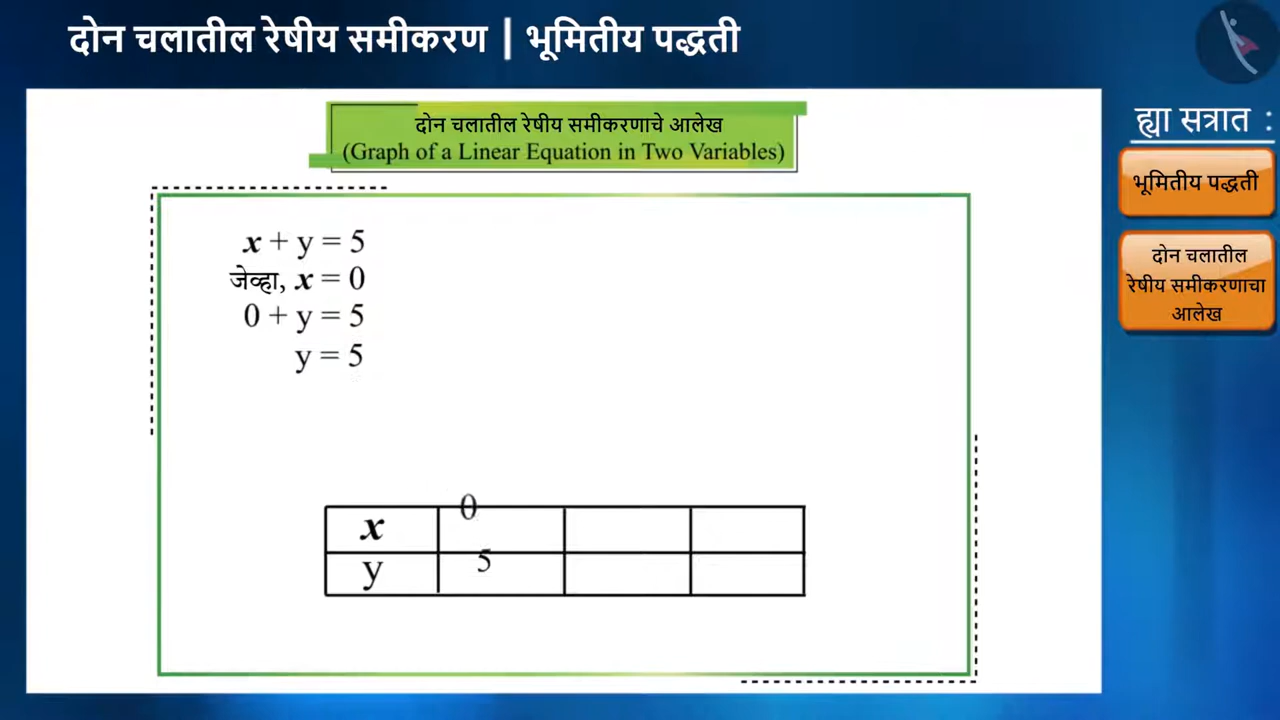 दोन चलातील रेषीय समीकरण | भूमितीय पद्धती
दोन चलातील रेषीय समीकरणाचे आलेख
(Graph of a Linear Equation in Two Variables)
x + y = 5
जेव्हा, x = 0
0 + y = 5
y = 5
x 0
y 5
ह्या सत्रात :
भूमितीय पद्धती
दोन चलातील
रेषीय समीकरणाचा
आलेख